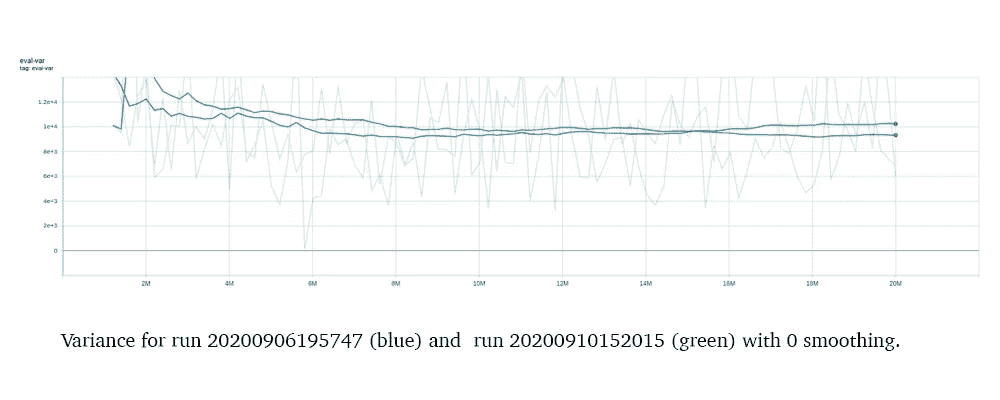 eval-var
tag: eval-var
1.2e+4
1e+4
8e+3
6e+3
4e+3
2e+3
0
2M 4M 6M 8M 10M 12M 14M 16M 18M 20M
Variance for run 20200906195747 (blue) and run 20200910152015 (green) with 0 smoothing.